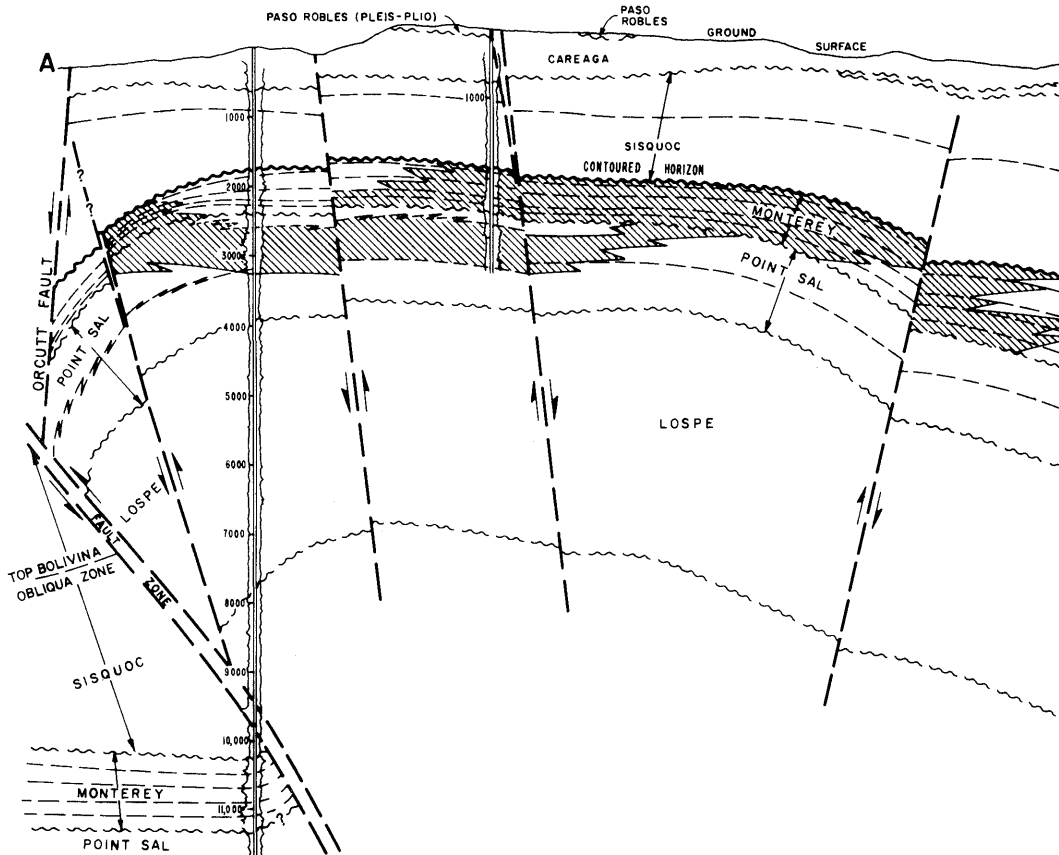 PASO ROBLES (PLEIS-PLIO)
PASO
ROBLES
GROUND
SURFACE
A
CAREAGA
1000
1000
SISQUOC
CONTOURED HORIZON
?
?
2000
MONTEREY
3000
POINT SAL
ORCUTT FAULT
POINT SAL
4000
5000
LOSPE
6000
LOSPE
FAULT
ZONE
7000
TOP BOLIVINA
OBLIQUA ZONE
8000
SISQUOC
9000
10,000
MONTEREY
11,000
?
POINT SAL